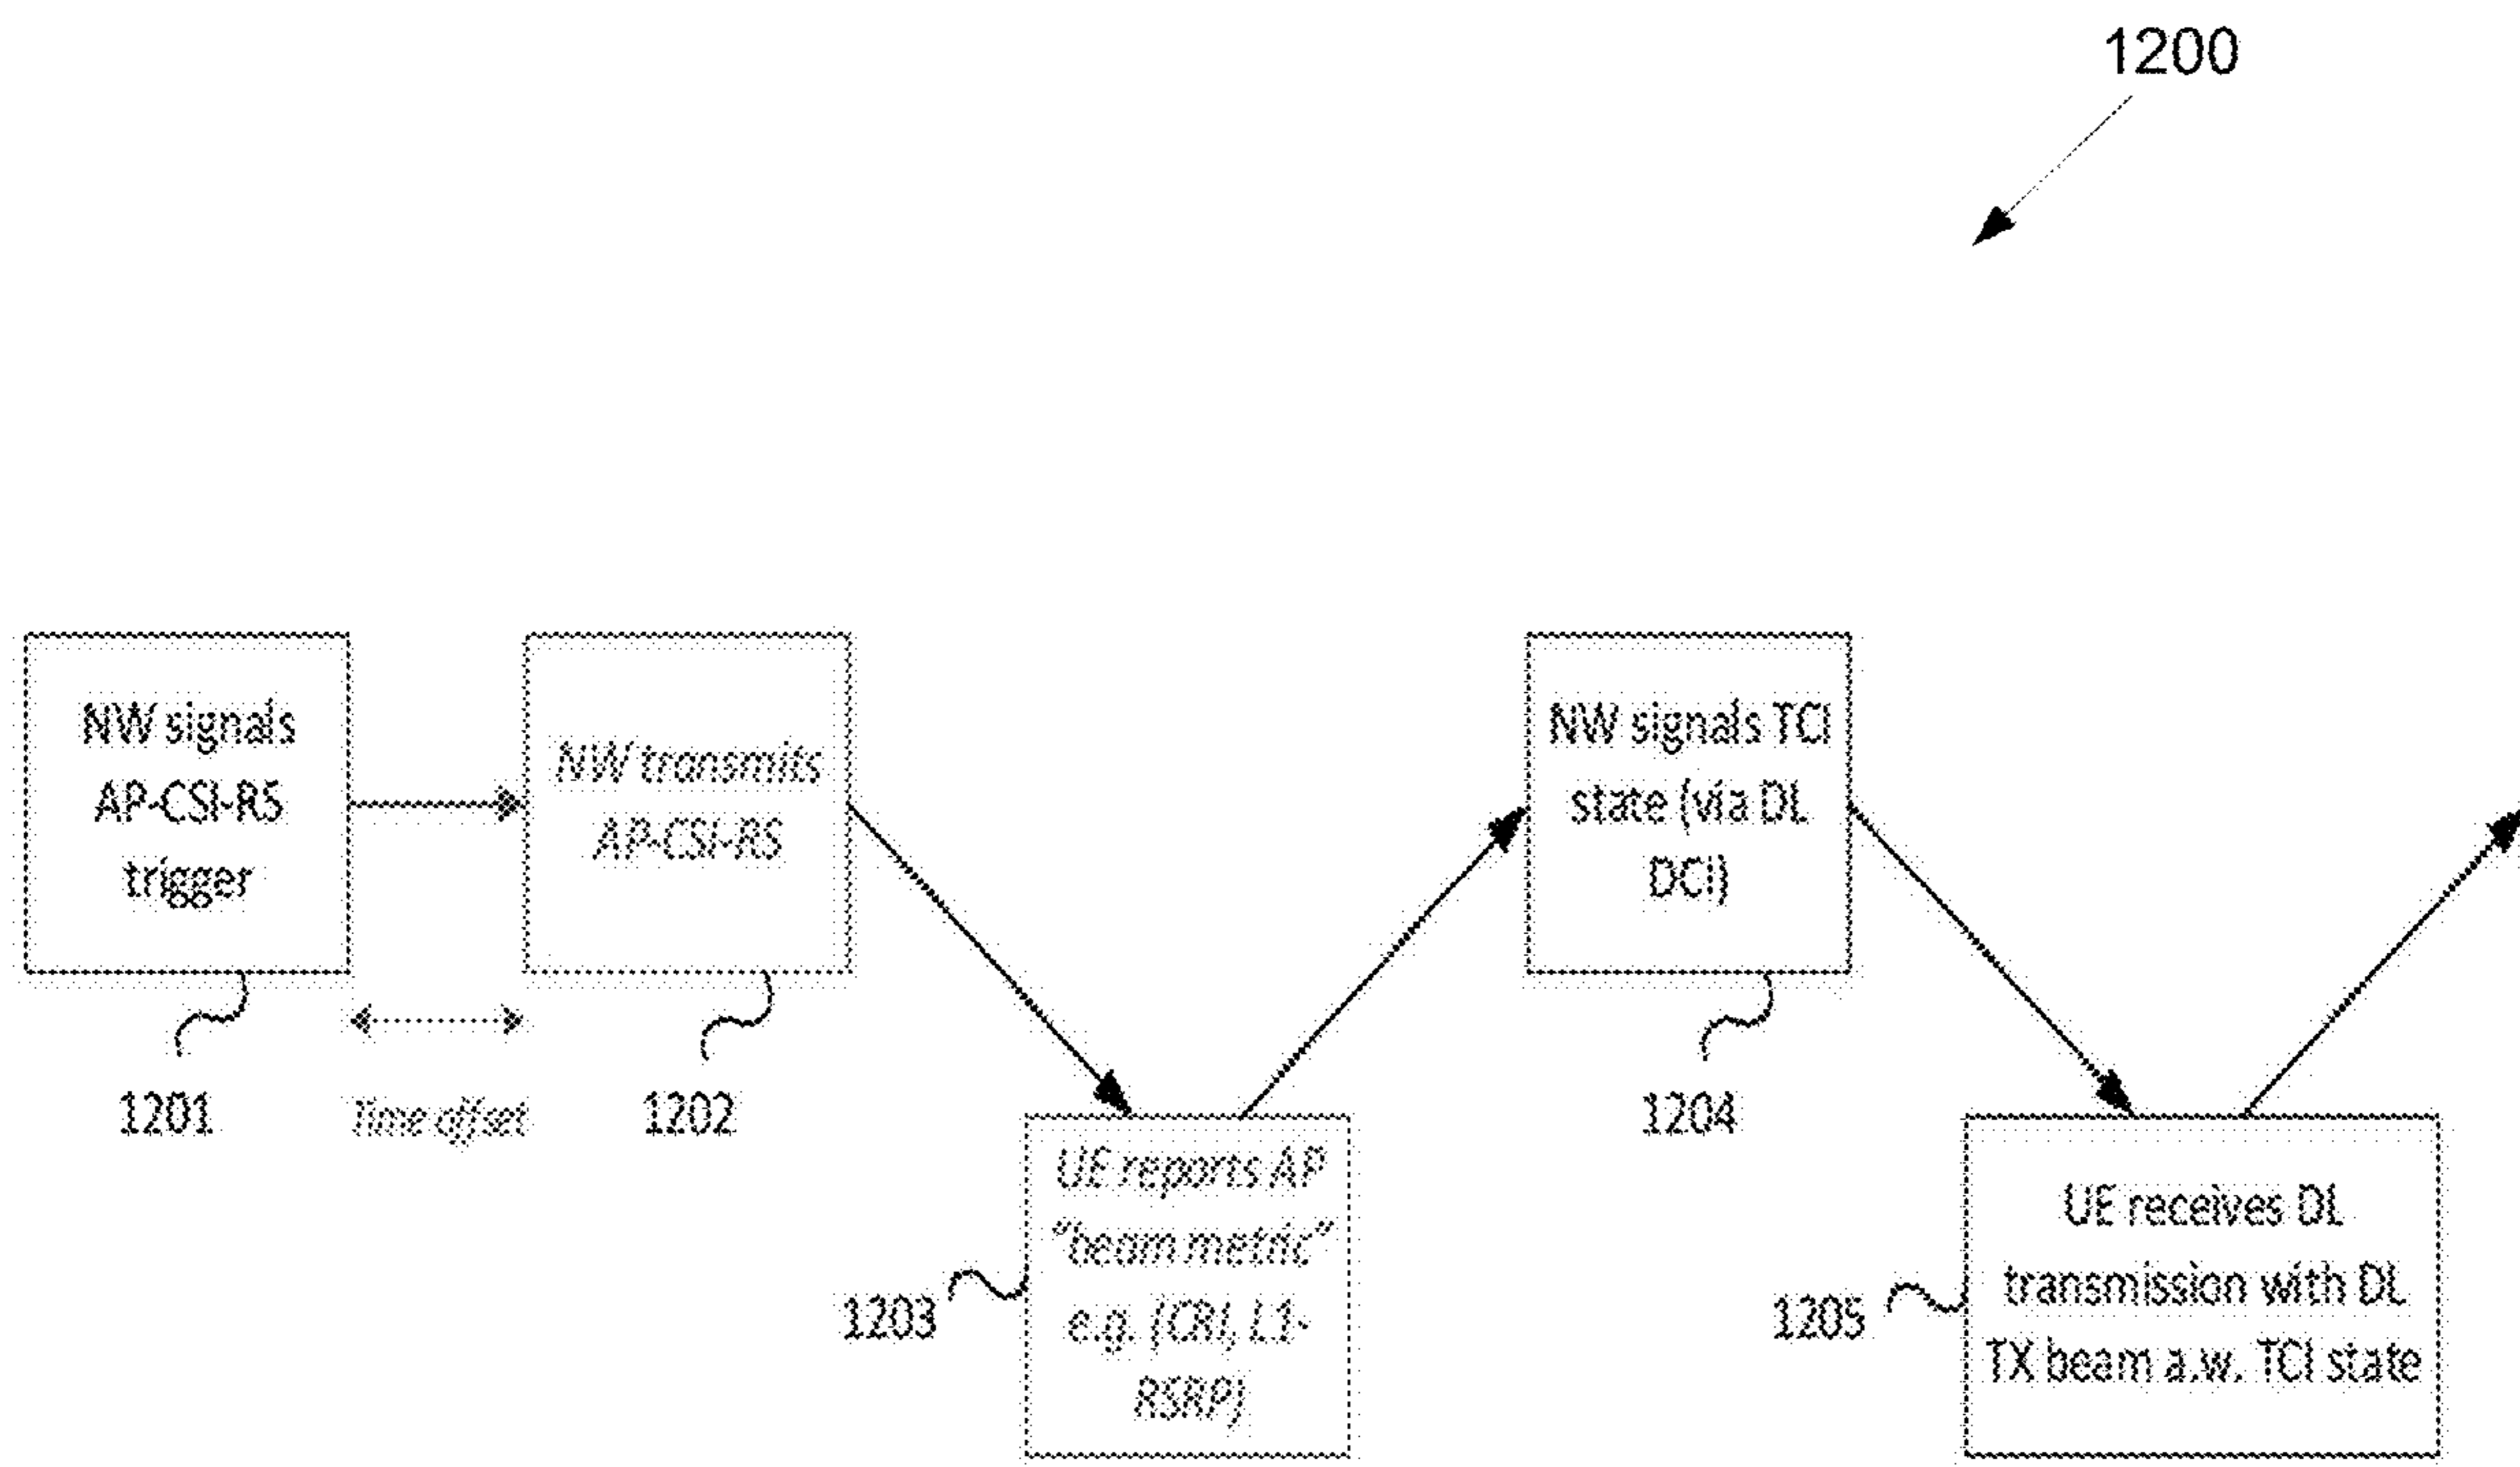 1200
NW signals
AP-CSI-RS
trigger
NW transmits
AP-CSI-RS
NW signals TCI
state (via DL
DCI)
1201
Time offset
1202
1204
UE reports AP
"beam metric"
e.g. (CRI, L1-
RSRP)
1203
UE receives DL
transmission with DL
TX beam a.w. TCI state
1205